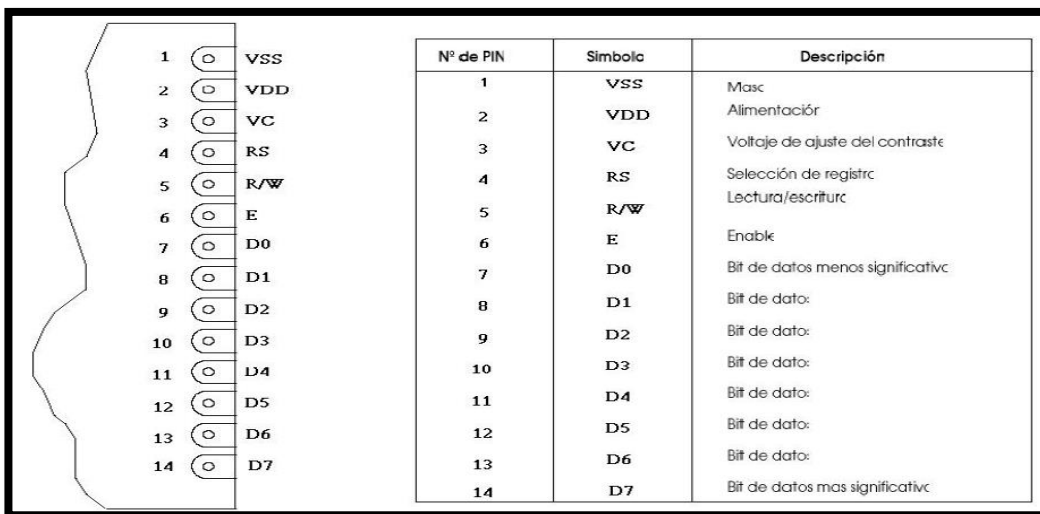 1 VSS
2 VDD
3 VC
4 RS
5 R/W
6 E
7 D0
8 D1
9 D2
10 D3
11 D4
12 D5
13 D6
14 D7
Nº de PIN Simbolo Descripción
1 VSS Masc
2 VDD Alimentaciór
3 VC Voltaje de ajuste del contraste
4 RS Selección de registrc
5 R/W Lectura/escriturc
6 E Enable
7 D0 Bit de datos menos significativc
8 D1 Bit de dato:
9 D2 Bit de dato:
10 D3 Bit de dato:
11 D4 Bit de dato:
12 D5 Bit de dato:
13 D6 Bit de dato:
14 D7 Bit de datos mas significativc